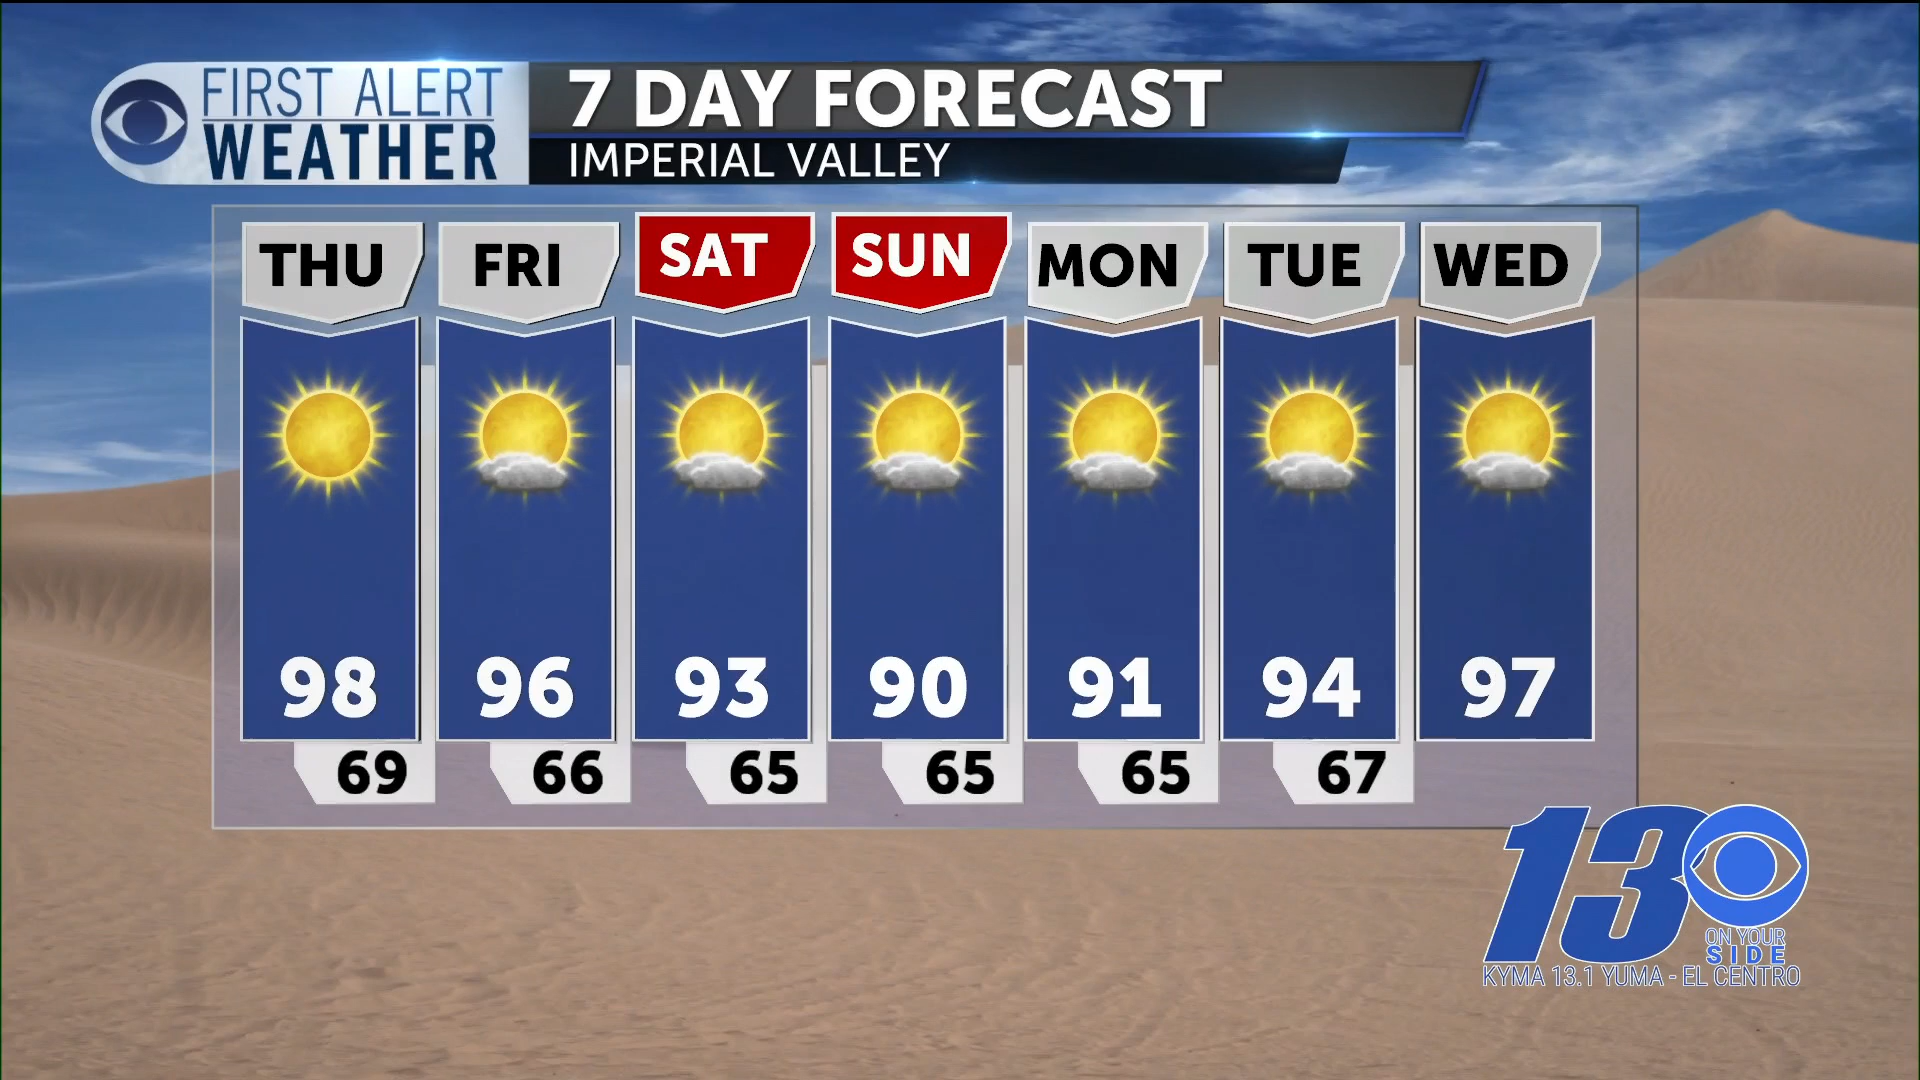 FIRST ALERT
WEATHER
7 DAY FORECAST
IMPERIAL VALLEY
THU FRI SAT SUN MON TUE WED
98 96 93 90 91 94 97
69 66 65 65 65 67
13
ON YOUR
SIDE
KYMA 13.1 YUMA - EL CENTRO